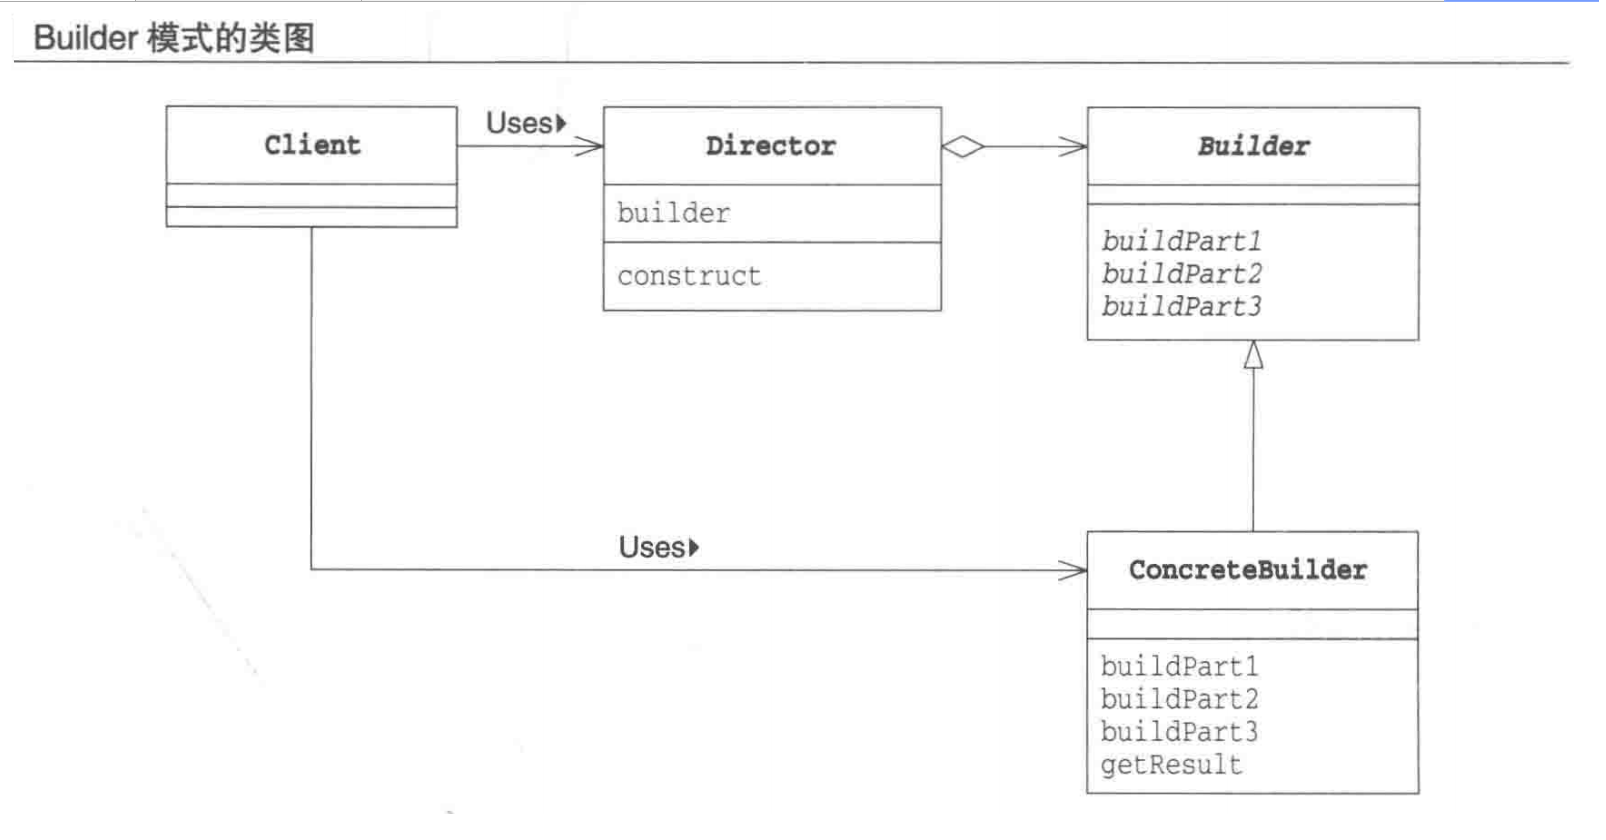 Builder 模式的类图
Uses
Client
Director
Builder
builder
construct
buildPart1
buildPart2
buildPart3
Uses
ConcreteBuilder
buildPart1
buildPart2
buildPart3
getResult